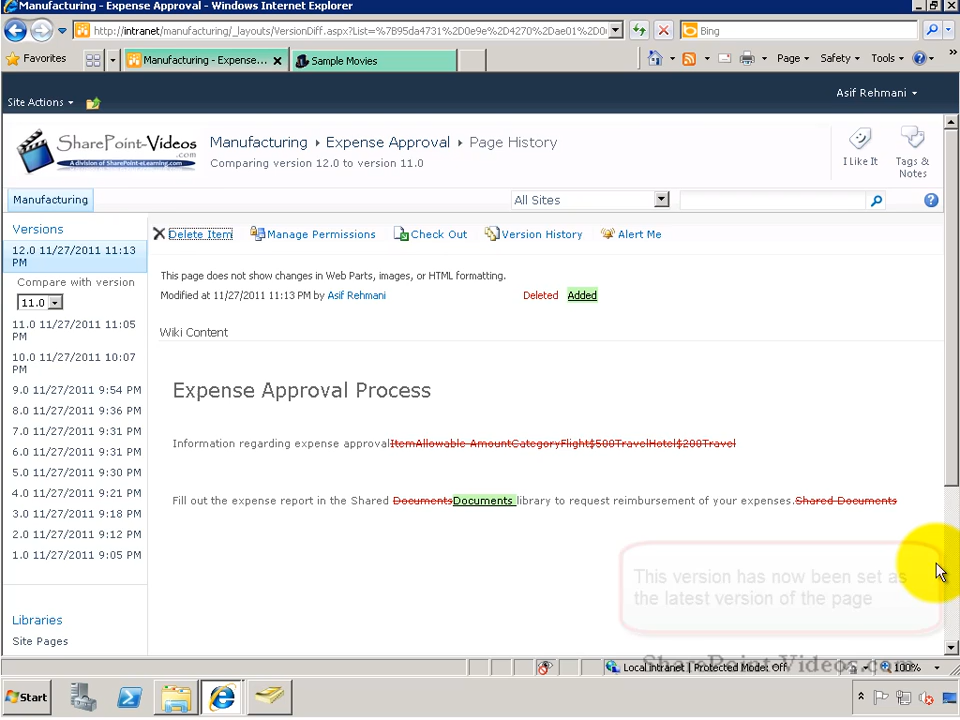 Manufacturing - Expense Approval - Windows Internet Explorer
http://intranet/manufacturing/_layouts/VersionDiff.aspx?List=%7B95da4731%2D0e9e%2D4270%2Dae01%2D0
Bing
Favorites
Manufacturing - Expense...
Sample Movies
Page
Safety
Tools
Site Actions
Asif Rehmani
SharePoint-Videos
.com
A division of SharePoint-eLearning.com
Manufacturing
Expense Approval
Page History
Comparing version 12.0 to version 11.0
I Like It
Tags &
Notes
Manufacturing
All Sites
Versions
12.0 11/27/2011 11:13
PM
Compare with version
11.0
11.0 11/27/2011 11:05
PM
10.0 11/27/2011 10:07
PM
9.0 11/27/2011 9:54 PM
8.0 11/27/2011 9:36 PM
7.0 11/27/2011 9:31 PM
6.0 11/27/2011 9:31 PM
5.0 11/27/2011 9:30 PM
4.0 11/27/2011 9:21 PM
3.0 11/27/2011 9:18 PM
2.0 11/27/2011 9:12 PM
1.0 11/27/2011 9:05 PM
Libraries
Site Pages
Delete Item
Manage Permissions
Check Out
Version History
Alert Me
This page does not show changes in Web Parts, images, or HTML formatting.
Modified at 11/27/2011 11:13 PM by Asif Rehmani
Deleted Added
Wiki Content
Expense Approval Process
Information regarding expense approvalItemAllowable AmountCategoryFlight$500TravelHotel$200Travel
Fill out the expense report in the Shared DocumentsDocuments library to request reimbursement of your expenses.Shared Documents
This version has now been set as
the latest version of the page
SharePoint-Videos.com
Local intranet | Protected Mode: Off
100%
Start